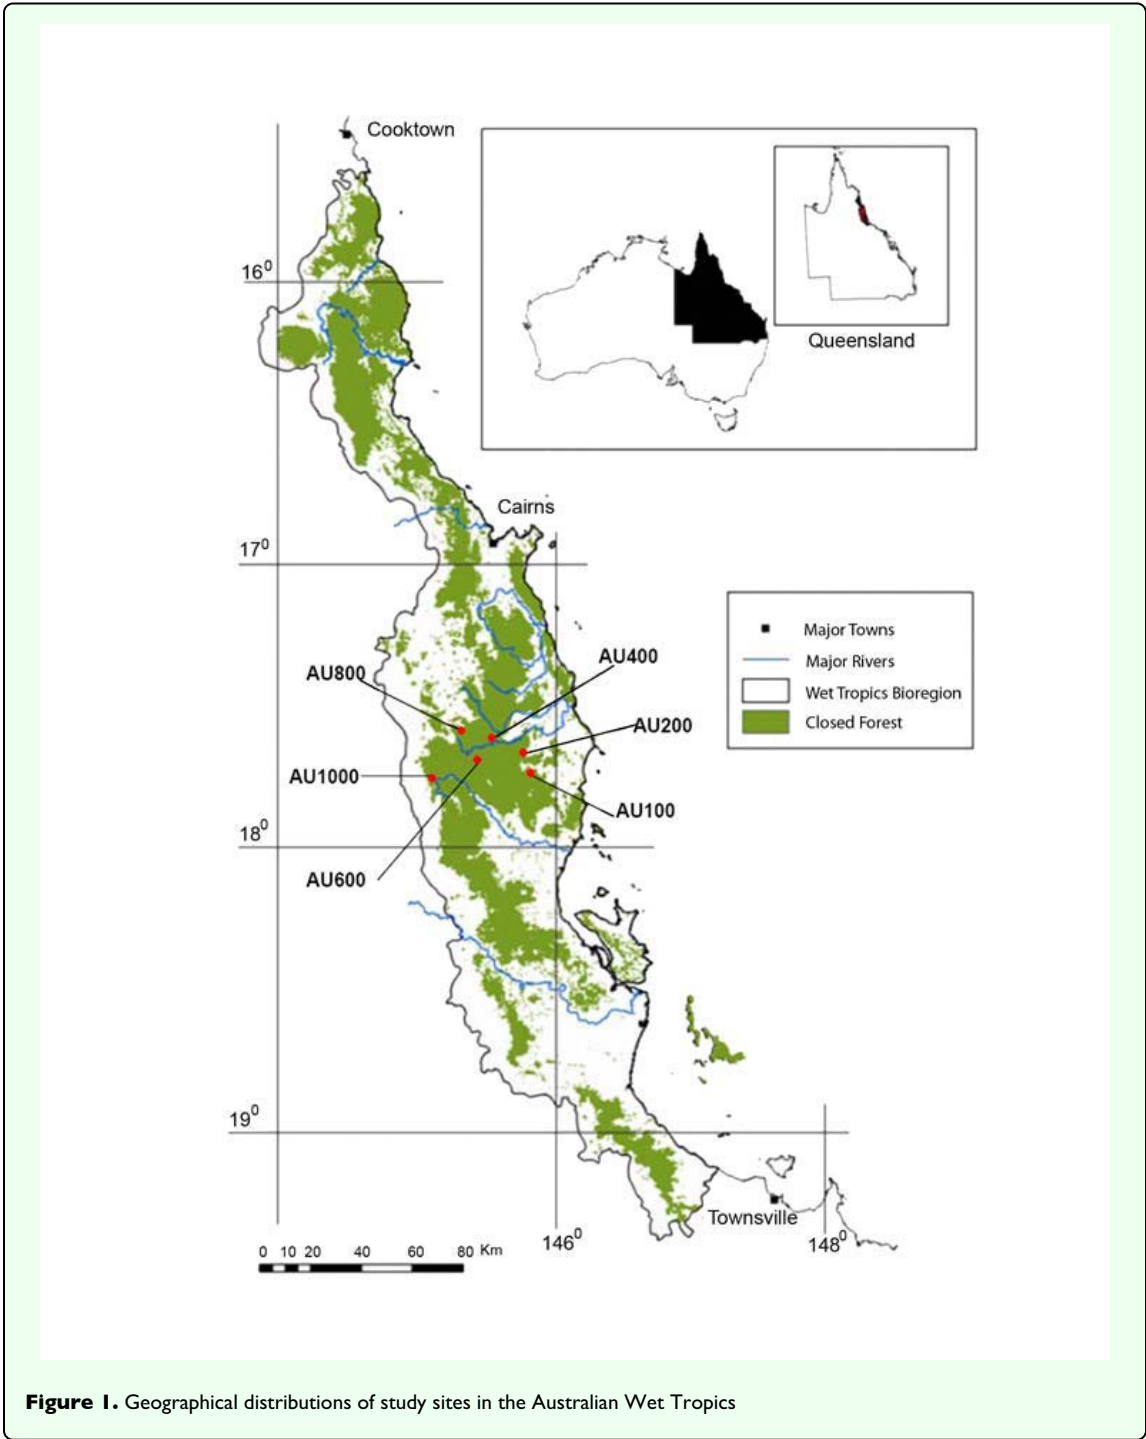 Cooktown
16⁰
Queensland
Cairns
17⁰
Major Towns
Major Rivers
Wet Tropics Bioregion
Closed Forest
AU400
AU800
AU200
AU1000
AU100
18⁰
AU600
19⁰
Townsville
146⁰
148⁰
0 10 20 40 60 80 Km
Figure 1. Geographical distributions of study sites in the Australian Wet Tropics